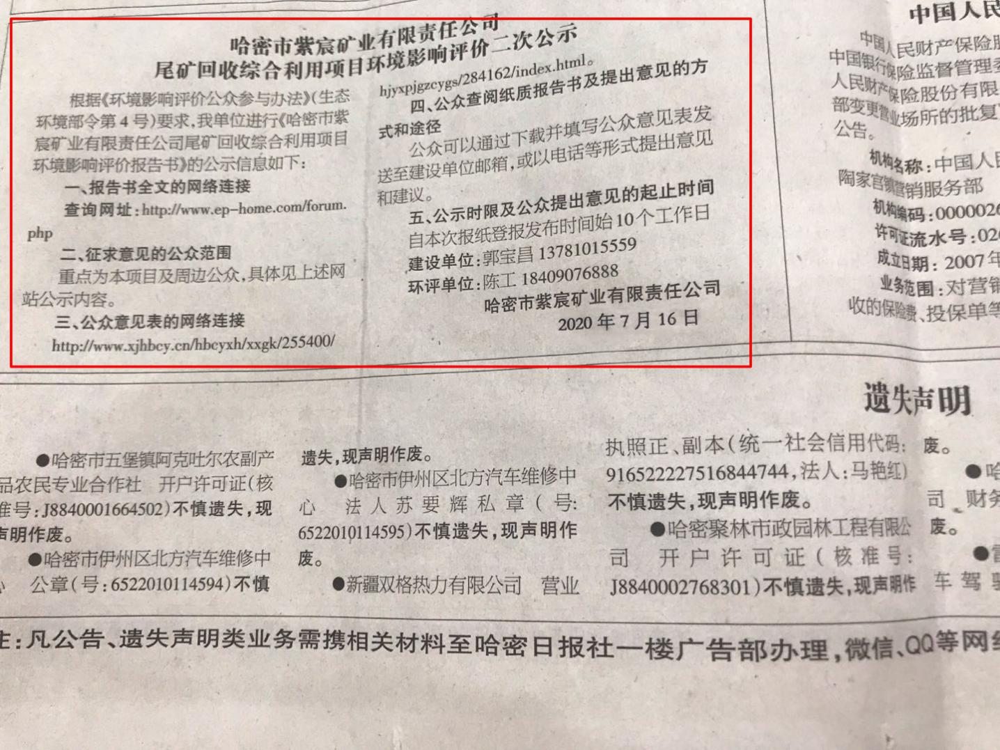 哈密市紫宸矿业有限责任公司
尾矿回收综合利用项目环境影响评价二次公示
根据《环境影响评价公众参与办法》(生态
环境部令第4号)要求,我单位进行《哈密市紫
宸矿业有限责任公司尾矿回收综合利用项目
环境影响评价报告书》的公示信息如下:
一、报告书全文的网络连接
查询网址:http://www.ep-home.com/forum.
php
二、征求意见的公众范围
重点为本项目及周边公众,具体见上述网
站公示内容。
三、公众意见表的网络连接
http://www.xjhbcy.cn/hbcyxh/xxgk/255400/
hjyxpjgzcygs/284162/index.html。
四、公众查阅纸质报告书及提出意见的方
式和途径
公众可以通过下载并填写公众意见表发
送至建设单位邮箱,或以电话等形式提出意见
和建议。
五、公示时限及公众提出意见的起止时间
自本次报纸登报发布时间始10个工作日
建设单位:郭宝昌 13781015559
环评单位:陈工 18409076888
哈密市紫宸矿业有限责任公司
2020年7月16日
中国人民
中国人民财产保险股
中国银行保险监督管理委
人民财产保险股份有限
部变更营业场所的批复
公告。
机构名称:中国人民
陶家宫镇营销服务部
机构编码:0000026
许可证流水号:026
成立日期:2007年
业务范围:对营销
收的保险费、投保单等
遗失声明
●哈密市五堡镇阿克吐尔农副产
品农民专业合作社 开户许可证(核
准号:J8840001664502)不慎遗失,现
声明作废。
●哈密市伊州区北方汽车维修中
心 公章(号:6522010114594)不慎
遗失,现声明作废。
●哈密市伊州区北方汽车维修中
心 法人苏要辉私章(号:
6522010114595)不慎遗失,现声明作
废。
●新疆双格热力有限公司 营业
执照正、副本(统一社会信用代码:
916522227516844744,法人:马艳红)
不慎遗失,现声明作废。
●哈密聚林市政园林工程有限公
司 开户许可证(核准号:
J8840002768301)不慎遗失,现声明作
废。
●哈
司 财务
废。
车驾
注:凡公告、遗失声明类业务需携相关材料至哈密日报社一楼广告部办理,微信、QQ等网络